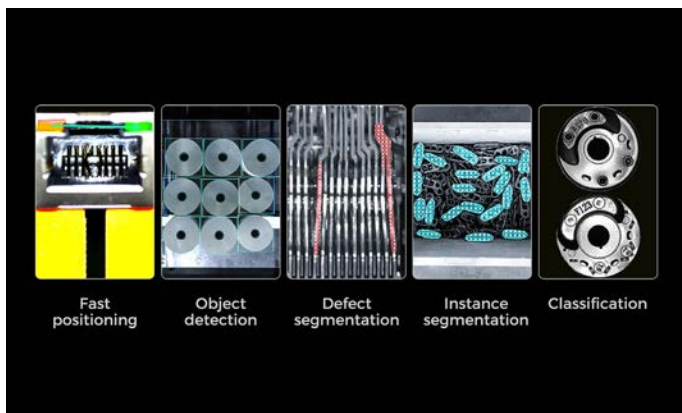 Fast
positioning
Object
detection
Defect
segmentation
Instance
segmentation
Classification